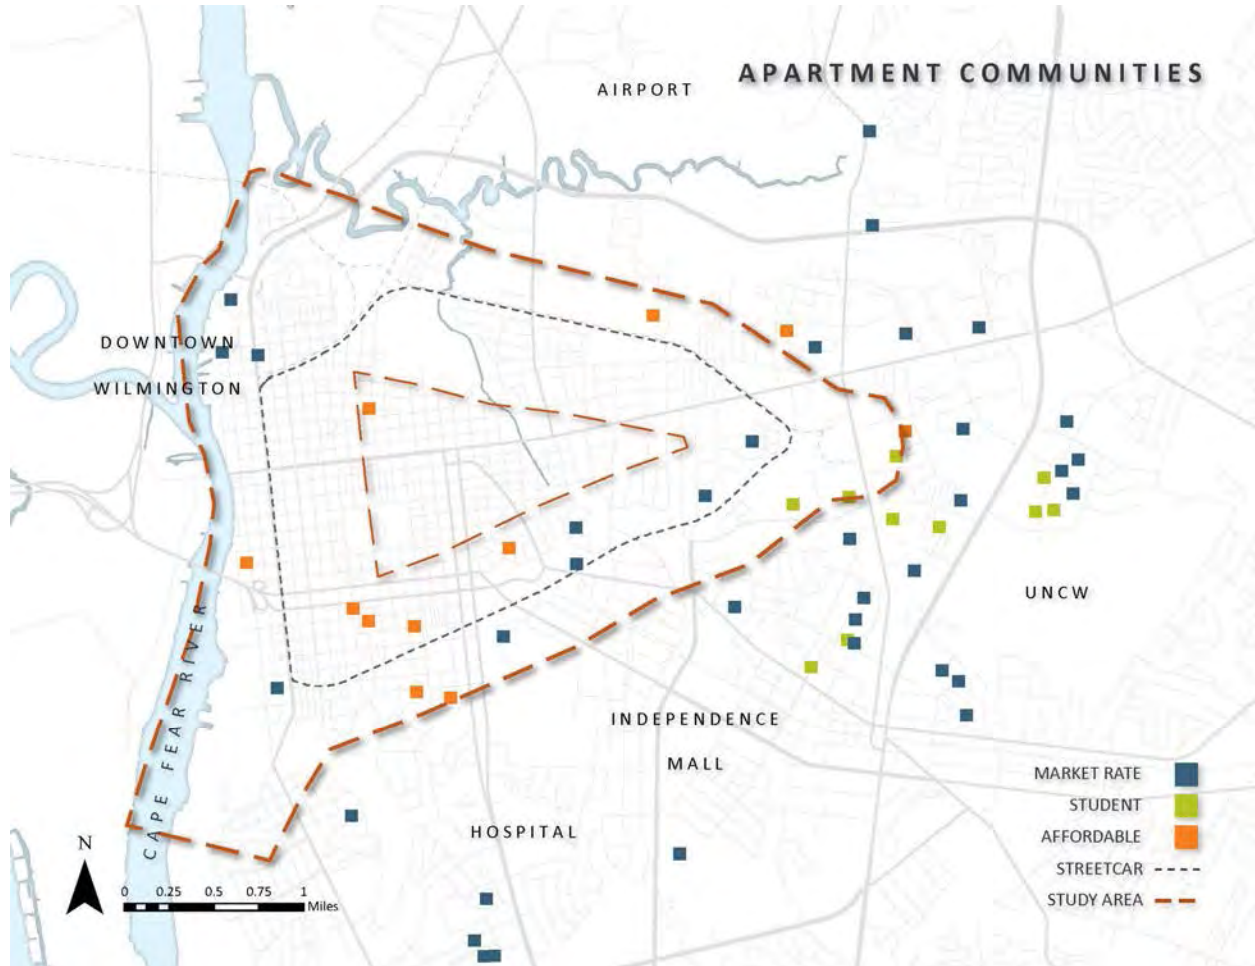 APARTMENT COMMUNITIES
AIRPORT
DOWNTOWN
WILMINGTON
UNCW
CAPE FEAR RIVER
INDEPENDENCE
MALL
HOSPITAL
MARKET RATE
STUDENT
AFFORDABLE
STREETCAR
STUDY AREA
N
0 0.25 0.5 0.75 1
Miles